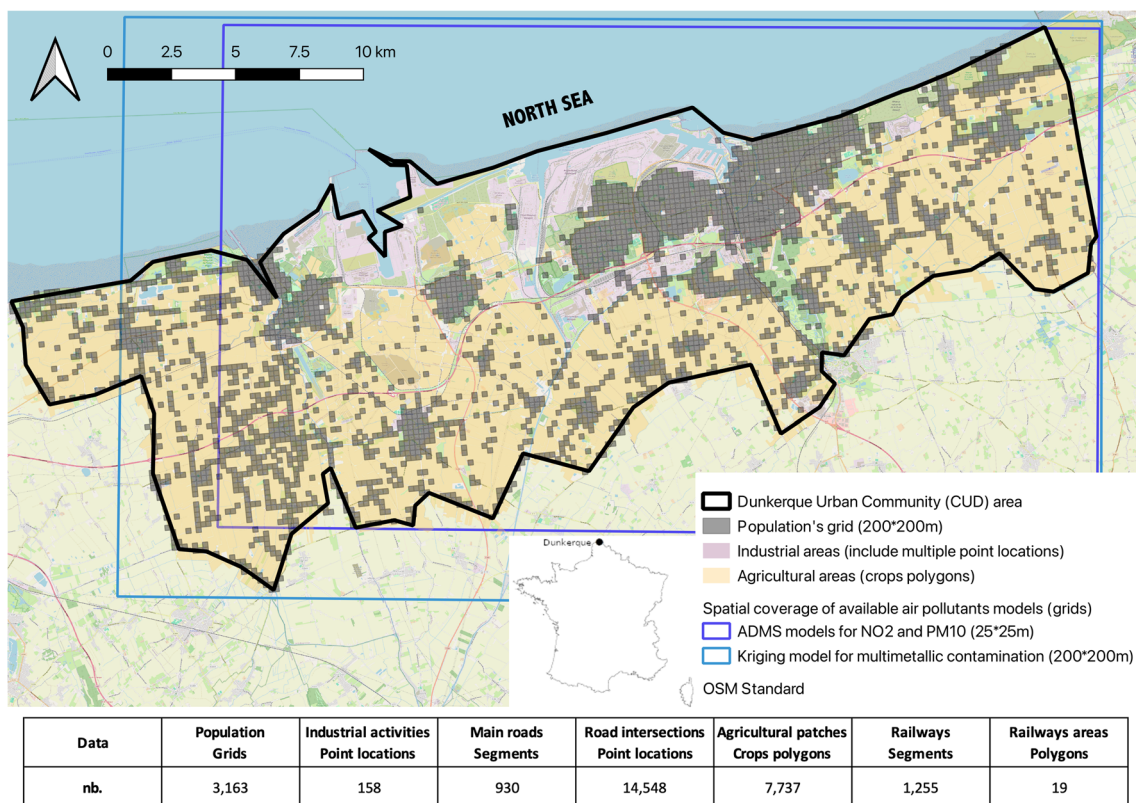 0 2.5 5 7.5 10 km
NORTH SEA
Dunkerque Urban Community (CUD) area
Population's grid (200*200m)
Industrial areas (include multiple point locations)
Agricultural areas (crops polygons)
Spatial coverage of available air pollutants models (grids)
ADMS models for NO2 and PM10 (25*25m)
Kriging model for multimetallic contamination (200*200m)
OSM Standard
Dunkerque
Data
Population
Grids
Industrial activities
Point locations
Main roads
Segments
Road intersections
Point locations
Agricultural patches
Crops polygons
Railways
Segments
Railways areas
Polygons
nb. 3,163 158 930 14,548 7,737 1,255 19